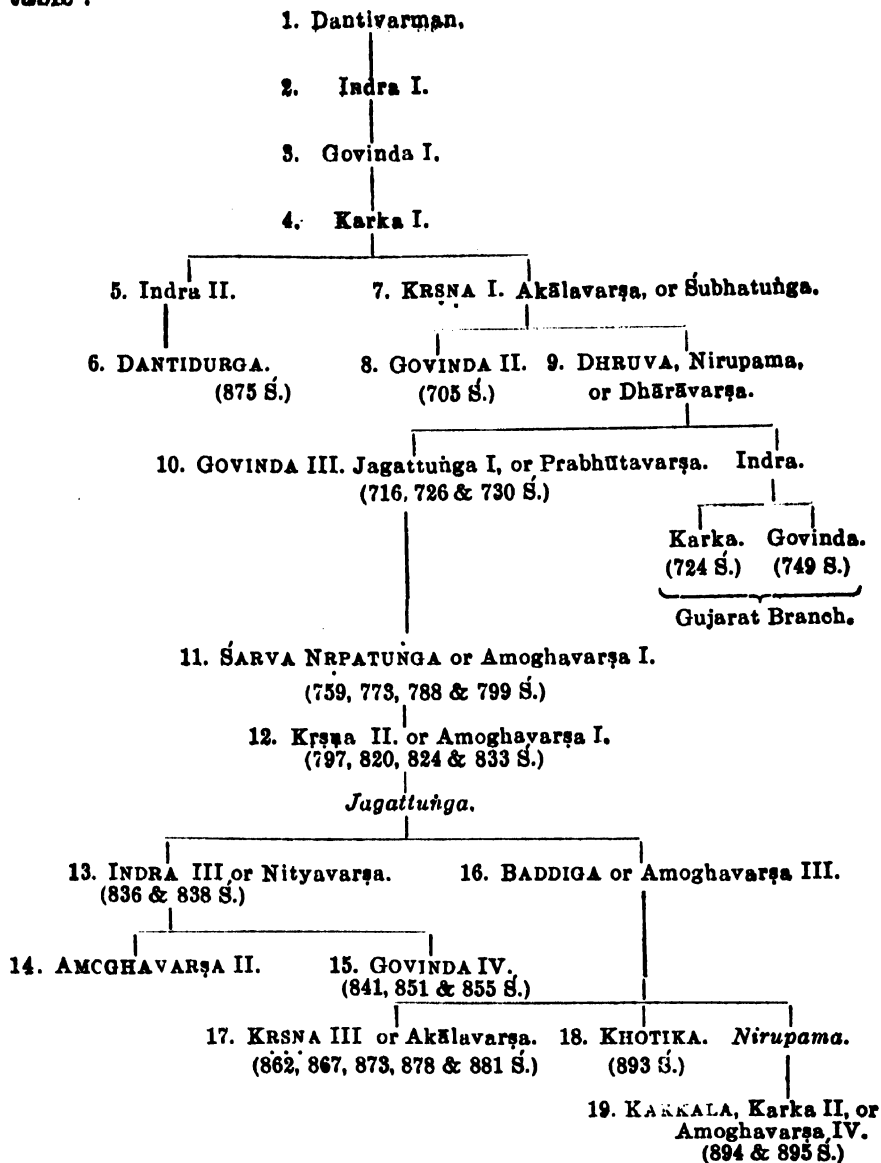 1. Dantivarman.
2. Indra I.
3. Govinda I.
4. Karka I.
5. Indra II. 7. KṚṢṆA I. Akālavarṣa, or Śubhatuṅga.
6. DANTIDURGA. 8. GOVINDA II. 9. DHRUVA, Nirupama,
(875 Ś.) (705 Ś.) or Dhārāvarṣa.
10. GOVINDA III. Jagattuṅga I, or Prabhūtavarṣa. Indra.
(716, 726 & 730 Ś.)
Karka. Govinda.
(724 Ś.) (749 S.)
Gujarat Branch.
11. ŚARVA NṚPATUṄGA or Amoghavarṣa I.
(759, 773, 788 & 799 Ś.)
12. Kṛṣṇa II. or Amoghavarṣa I.
(797, 820, 824 & 833 Ś.)
Jagattuṅga.
13. INDRA III or Nityavarṣa. 16. BADDIGA or Amoghavarṣa III.
(836 & 838 Ś.)
14. AMCGHAVARṢA II. 15. GOVINDA IV.
(841, 851 & 855 Ś.)
17. KṚṢṆA III or Akālavarṣa. 18. KHOTIKA. Nirupama.
(862, 867, 873, 878 & 881 Ś.) (893 Ś.)
19. KARKALA, Karka II, or
Amoghavarṣa IV.
(894 & 895 Ś.)